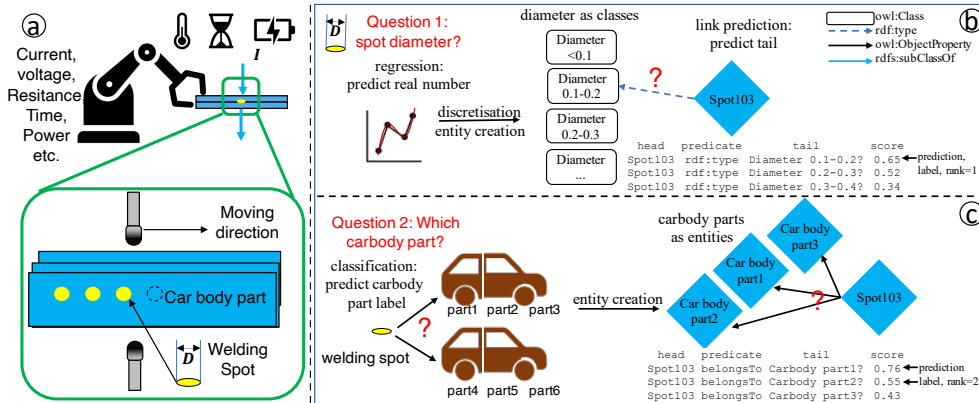 a
Current,
voltage,
Resitance,
Time,
Power
etc.
I
Moving
direction
Car body part
D
Welding
Spot
b
D
Question 1:
spot diameter?
regression:
predict real number
discretisation
entity creation
diameter as classes
Diameter
<0.1
Diameter
0.1-0.2
Diameter
0.2-0.3
Diameter
...
link prediction:
predict tail
?
Spot103
owl:Class
rdf:type
owl:ObjectProperty
rdfs:subClassOf
head predicate tail score
Spot103 rdf:type Diameter 0.1-0.2? 0.65
Spot103 rdf:type Diameter 0.2-0.3? 0.52
Spot103 rdf:type Diameter 0.3-0.4? 0.34
prediction,
label, rank=1
c
Question 2: Which
carbody part?
classification:
predict carbody
part label
?
welding spot
part1 part2 part3
part4 part5 part6
entity creation
carbody parts
as entities
Car body
part3
Car body
part1
Car body
part2
?
Spot103
head predicate tail score
Spot103 belongsTo Carbody part1? 0.76
Spot103 belongsTo Carbody part2? 0.55
Spot103 belongsTo Carbody part3? 0.43
prediction
label, rank=2